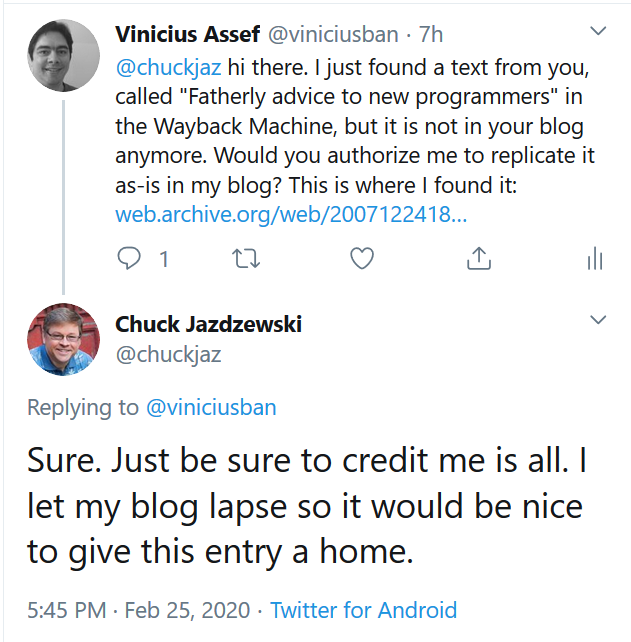 Vinicius Assef @viniciusban · 7h
@chuckjaz hi there. I just found a text from you,
called "Fatherly advice to new programmers" in
the Wayback Machine, but it is not in your blog
anymore. Would you authorize me to replicate it
as-is in my blog? This is where I found it:
web.archive.org/web/2007122418...
1
Chuck Jazdzewski
@chuckjaz
Replying to @viniciusban
Sure. Just be sure to credit me is all. I
let my blog lapse so it would be nice
to give this entry a home.
5:45 PM · Feb 25, 2020 · Twitter for Android